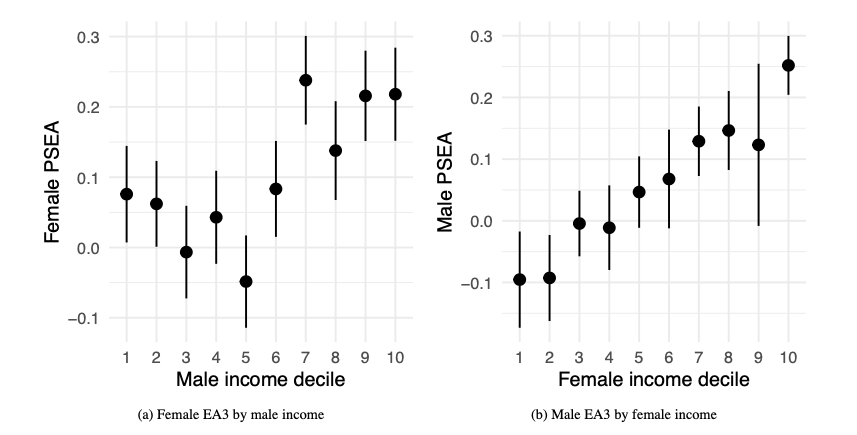 0.3
0.2
0.1
0.0
−0.1
Female PSEA
1 2 3 4 5 6 7 8 9 10
Male income decile
(a) Female EA3 by male income
0.3
0.2
0.1
0.0
−0.1
Male PSEA
1 2 3 4 5 6 7 8 9 10
Female income decile
(b) Male EA3 by female income